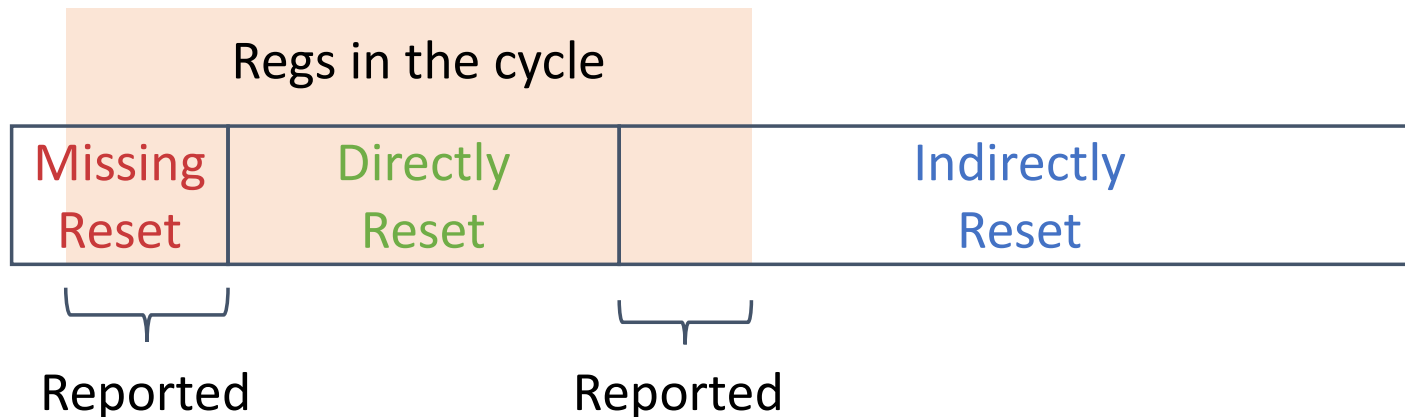 Regs in the cycle
Missing Reset
Directly Reset
Indirectly Reset
Reported
Reported